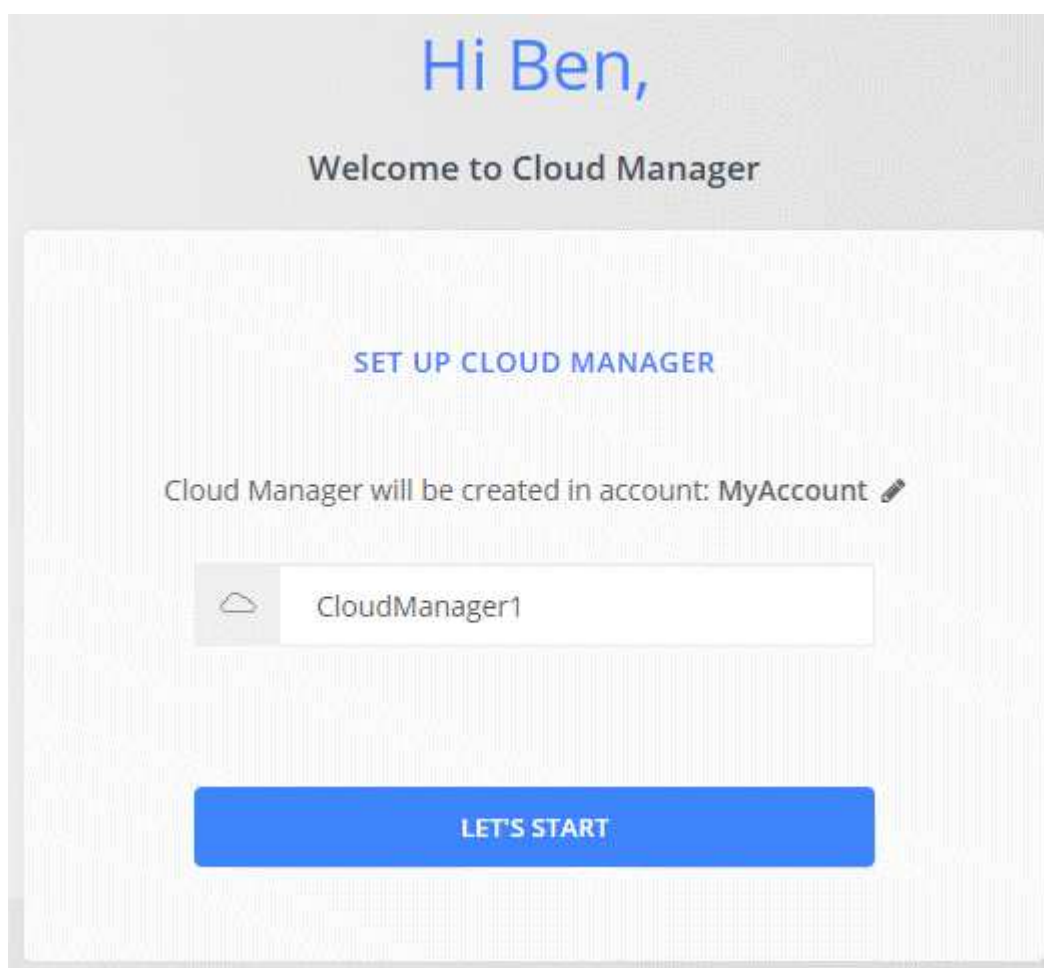 Hi Ben,
Welcome to Cloud Manager
SET UP CLOUD MANAGER
Cloud Manager will be created in account: MyAccount
CloudManager1
LET'S START